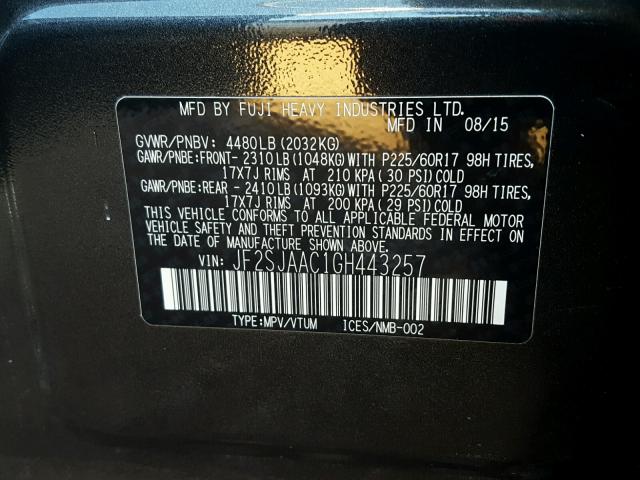 MFD BY FUJI HEAVY INDUSTRIES LTD.
MFD IN 08/15
GVWR/PNBV: 4480LB(2032KG)
GAWR/PNBE:FRONT-2310LB(1048KG)WITH P225/60R17 98H TIRES,
17X7J RIMS AT 210 KPA(30 PSI)COLD
GAWR/PNBE:REAR -2410LB(1093KG)WITH P225/60R17 98H TIRES,
17X7J RIMS AT 200 KPA(29 PSI)COLD
THIS VEHICLE CONFORMS TO ALL APPLICABLE FEDERAL MOTOR
VEHICLE SAFETY AND THEFT PREVENTION STANDARDS IN EFFECT ON
THE DATE OF MANUFACTURE SHOWN ABOVE.
VIN: JF2SJAAC1GH443257
TYPE:MPV/VTUM ICES/NMB-002